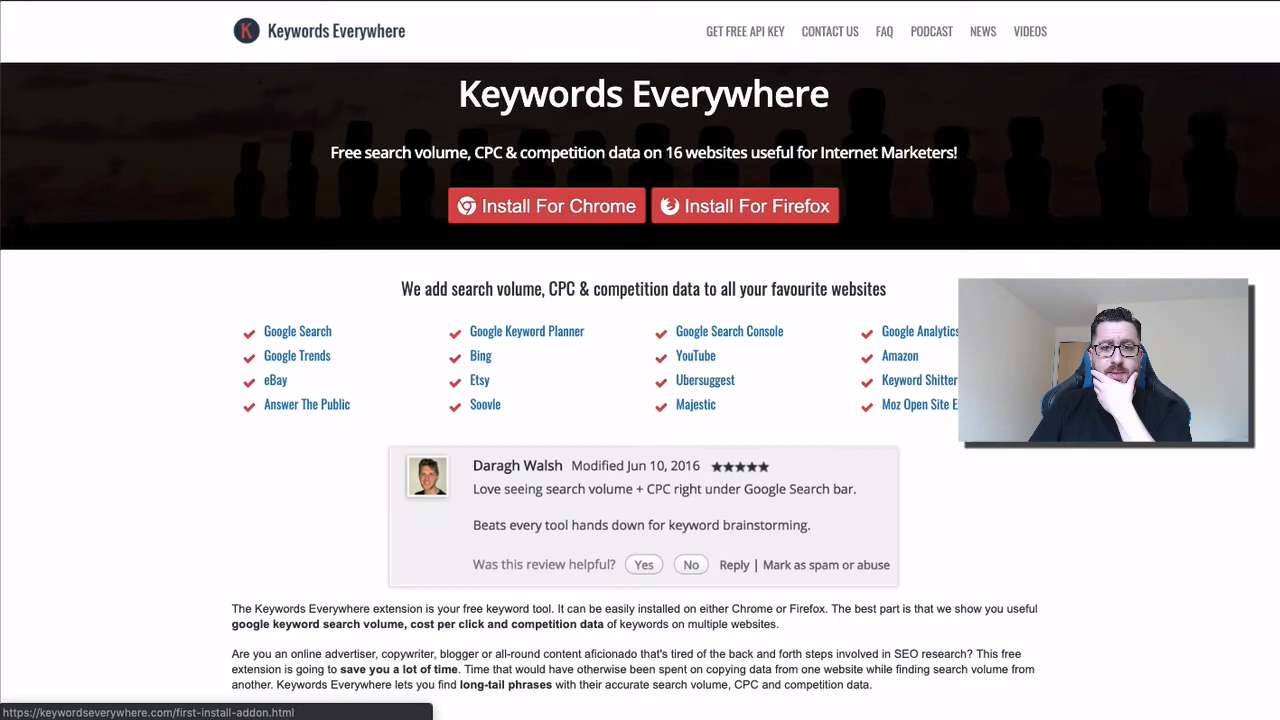 K Keywords Everywhere
GET FREE API KEY CONTACT US FAQ PODCAST NEWS VIDEOS
Keywords Everywhere
Free search volume, CPC & competition data on 16 websites useful for Internet Marketers!
Install For Chrome Install For Firefox
We add search volume, CPC & competition data to all your favourite websites
Google Search Google Keyword Planner Google Search Console Google Analytics
Google Trends Bing YouTube Amazon
eBay Etsy Ubersuggest Keyword Shitter
Answer The Public Soovle Majestic Moz Open Site
Daragh Walsh Modified Jun 10, 2016 ★★★★★
Love seeing search volume + CPC right under Google Search bar.
Beats every tool hands down for keyword brainstorming.
Was this review helpful? Yes No Reply | Mark as spam or abuse
The Keywords Everywhere extension is your free keyword tool. It can be easily installed on either Chrome or Firefox. The best part is that we show you useful
google keyword search volume, cost per click and competition data of keywords on multiple websites.
Are you an online advertiser, copywriter, blogger or all-round content aficionado that's tired of the back and forth steps involved in SEO research? This free
extension is going to save you a lot of time. Time that would have otherwise been spent on copying data from one website while finding search volume from
another. Keywords Everywhere lets you find long-tail phrases with their accurate search volume, CPC and competition data.
https://keywordseverywhere.com/first-install-addon.html